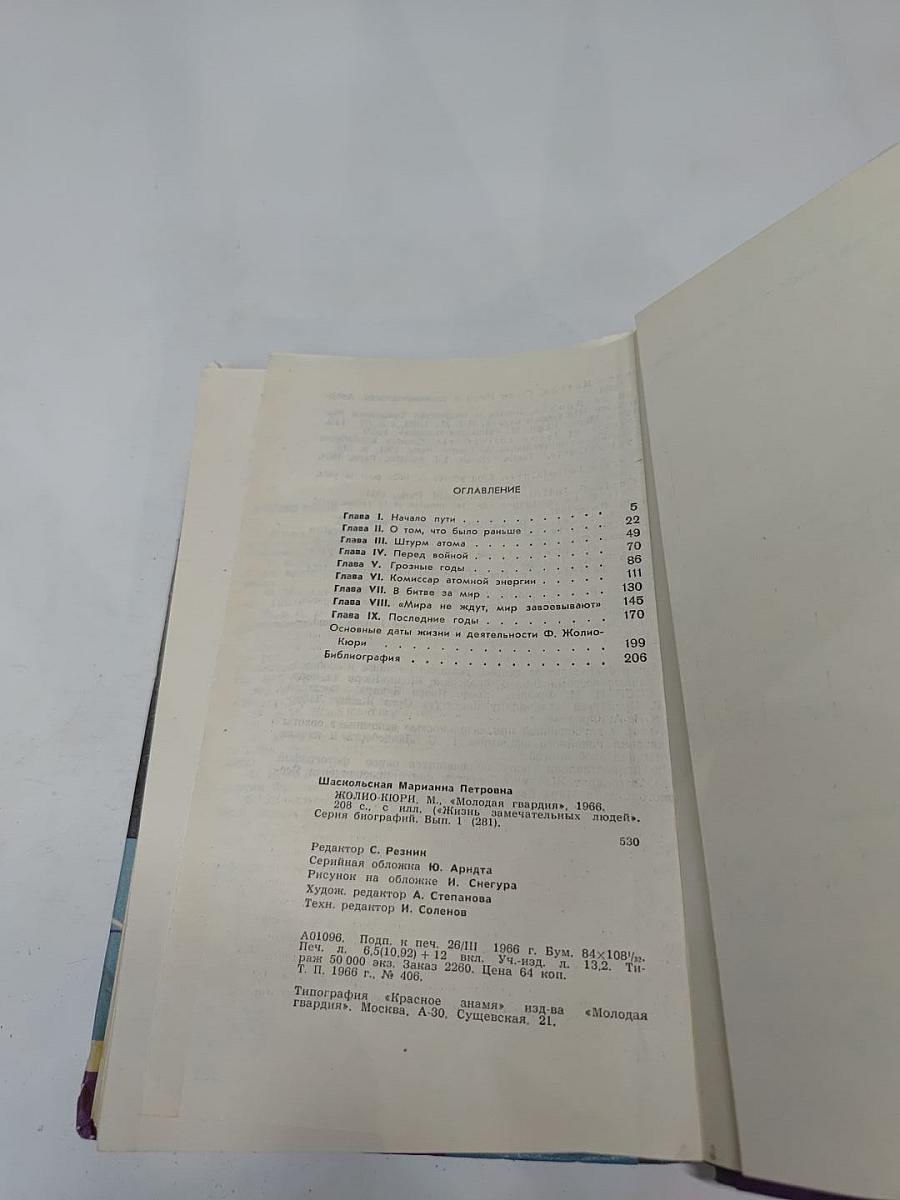 ОГЛАВЛЕНИЕ
Глава I. Начало пути . . . . . . . . . . . 5
Глава II. О том, что было раньше . . . . . . 22
Глава III. Штурм атома . . . . . . . . . . 49
Глава IV. Перед войной . . . . . . . . . . 70
Глава V. Грозные годы . . . . . . . . . . 86
Глава VI. Комиссар атомной энергии . . . . . 111
Глава VII. В битве за мир . . . . . . . . . 130
Глава VIII. «Мира не ждут, мир завоевывают» 145
Глава IX. Последние годы . . . . . . . . . 170
Основные даты жизни и деятельности Ф. Жолио-
Кюри . . . . . . . . . . . . . . 199
Библиография . . . . . . . . . . . . . 206
Шаскольская Марианна Петровна
ЖОЛИО-КЮРИ. М., «Молодая гвардия», 1966.
208 с., с илл. («Жизнь замечательных людей».
Серия биографий. Вып. 1 (281).
530
Редактор С. Резник
Серийная обложка Ю. Арндта
Рисунок на обложке И. Снегура
Худож. редактор А. Степанова
Техн. редактор И. Соленов
А01096. Подп. к печ. 26/III 1966 г. Бум. 84×108¹/₃₂.
Печ. л. 6,5(10,92) + 12 вкл. Уч.-изд. л. 13,2. Ти-
раж 50 000 экз. Заказ 2260. Цена 64 коп.
Т. П. 1966 г., № 406.
Типография «Красное знамя» изд-ва «Молодая
гвардия». Москва, А-30, Сущевская, 21.